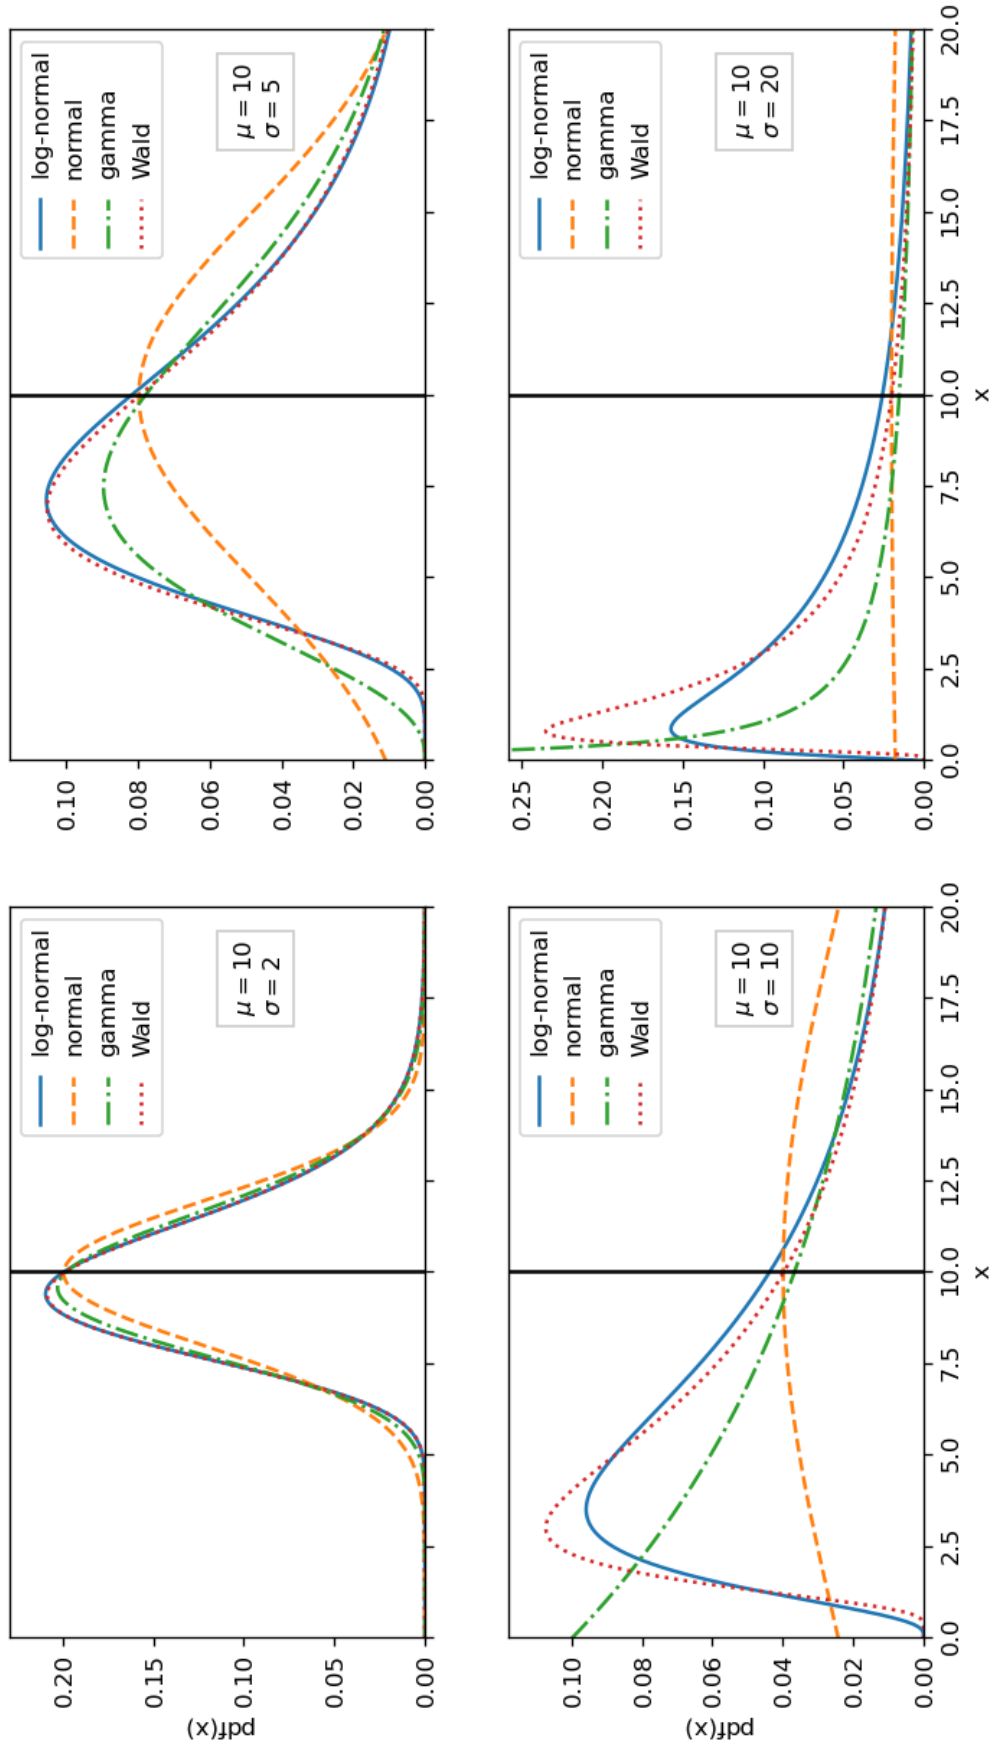 pdf(x)
0.20
0.15
0.10
0.05
0.00
log-normal
normal
gamma
Wald
μ = 10
σ = 2
0.10
0.08
0.06
0.04
0.02
0.00
log-normal
normal
gamma
Wald
μ = 10
σ = 5
pdf(x)
0.10
0.08
0.06
0.04
0.02
0.00
log-normal
normal
gamma
Wald
μ = 10
σ = 10
0.0 2.5 5.0 7.5 10.0 12.5 15.0 17.5 20.0
x
0.25
0.20
0.15
0.10
0.05
0.00
log-normal
normal
gamma
Wald
μ = 10
σ = 20
0.0 2.5 5.0 7.5 10.0 12.5 15.0 17.5 20.0
x